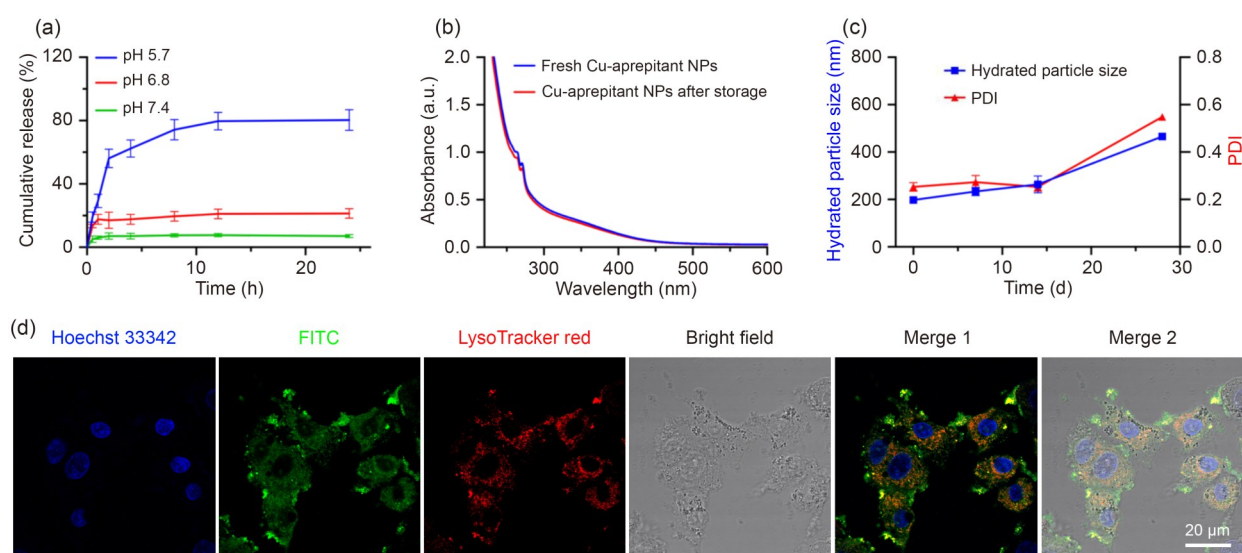 (a)
Cumulative release (%)
120
80
40
0
pH 5.7
pH 6.8
pH 7.4
0
10
20
Time (h)
(b)
Absorbance (a.u.)
2.0
1.5
1.0
0.5
0.0
Fresh Cu-aprepitant NPs
Cu-aprepitant NPs after storage
300
400
500
600
Wavelength (nm)
(c)
Hydrated particle size (nm)
800
600
400
200
0
Hydrated particle size
PDI
0.8
0.6
0.4
0.2
0.0
PDI
0
10
20
30
Time (d)
(d)
Hoechst 33342
FITC
LysoTracker red
Bright field
Merge 1
Merge 2
20 μm